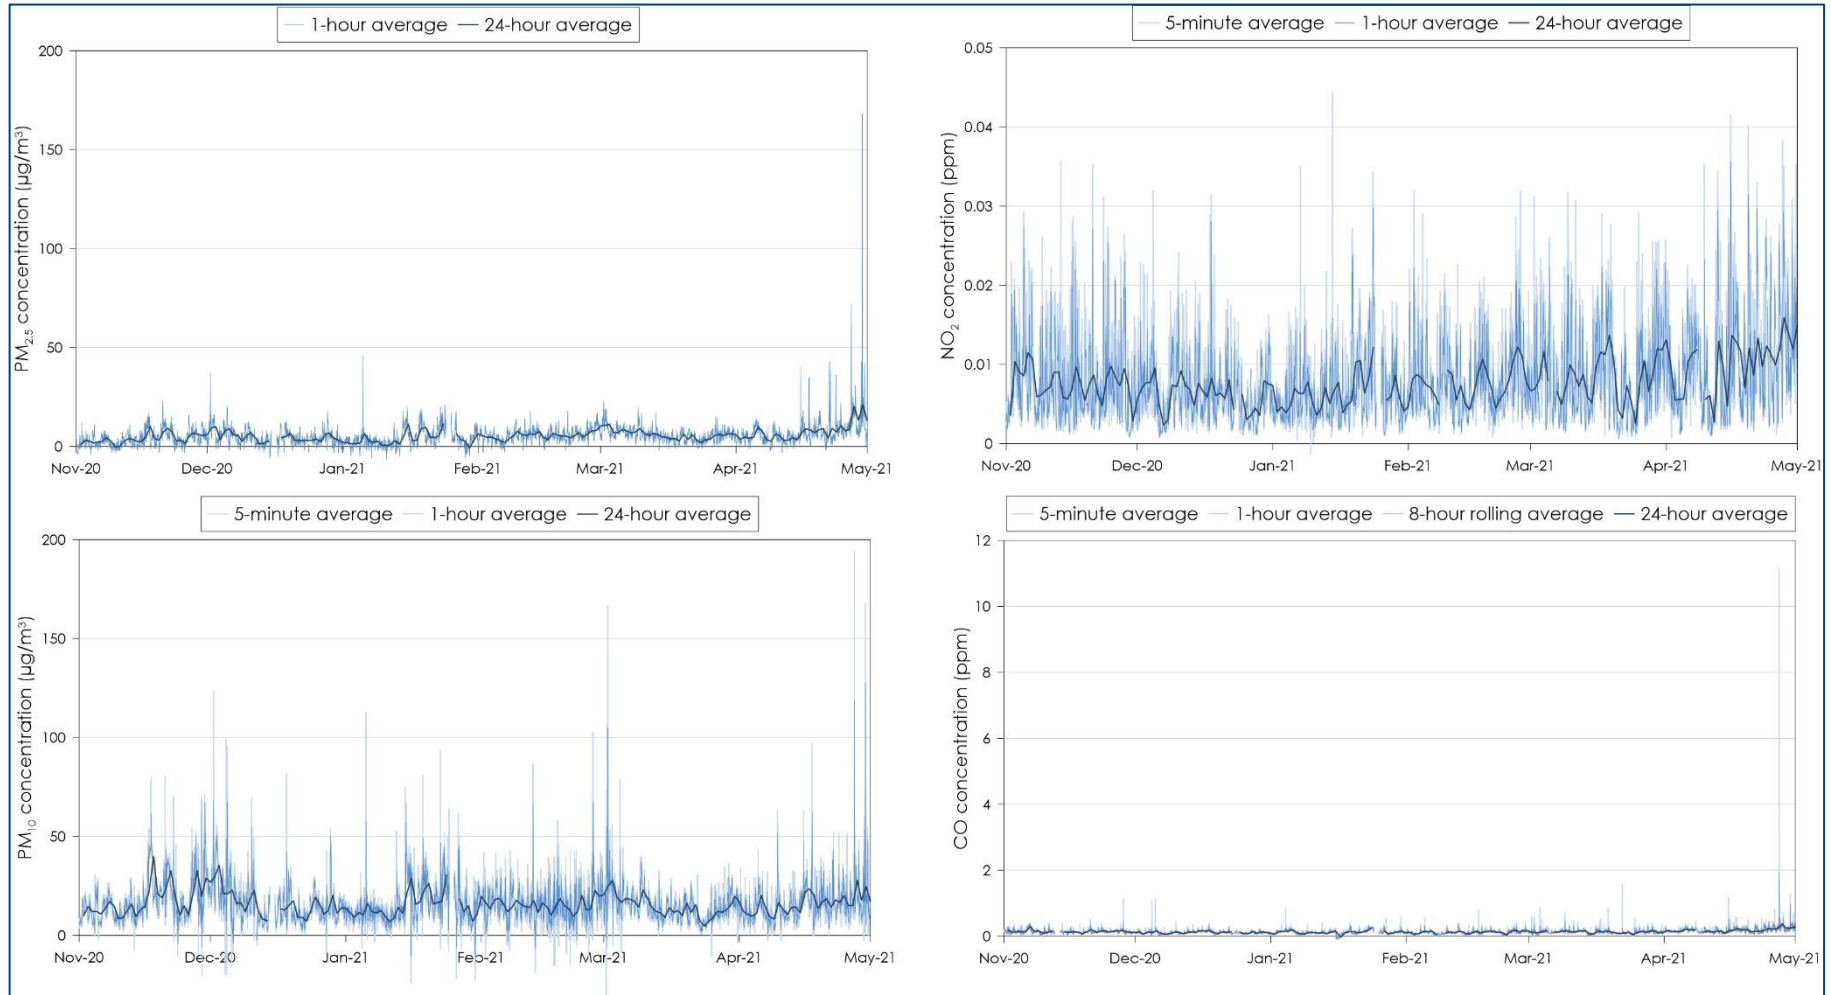 1-hour average 24-hour average
200
150
100
50
0
PM2.5 concentration (µg/m³)
Nov-20 Dec-20 Jan-21 Feb-21 Mar-21 Apr-21 May-21
5-minute average 1-hour average 24-hour average
0.05
0.04
0.03
0.02
0.01
0
NO2 concentration (ppm)
Nov-20 Dec-20 Jan-21 Feb-21 Mar-21 Apr-21 May-21
5-minute average 1-hour average 24-hour average
200
150
100
50
0
PM10 concentration (µg/m³)
Nov-20 Dec-20 Jan-21 Feb-21 Mar-21 Apr-21 May-21
5-minute average 1-hour average 8-hour rolling average 24-hour average
12
10
8
6
4
2
0
CO concentration (ppm)
Nov-20 Dec-20 Jan-21 Feb-21 Mar-21 Apr-21 May-21